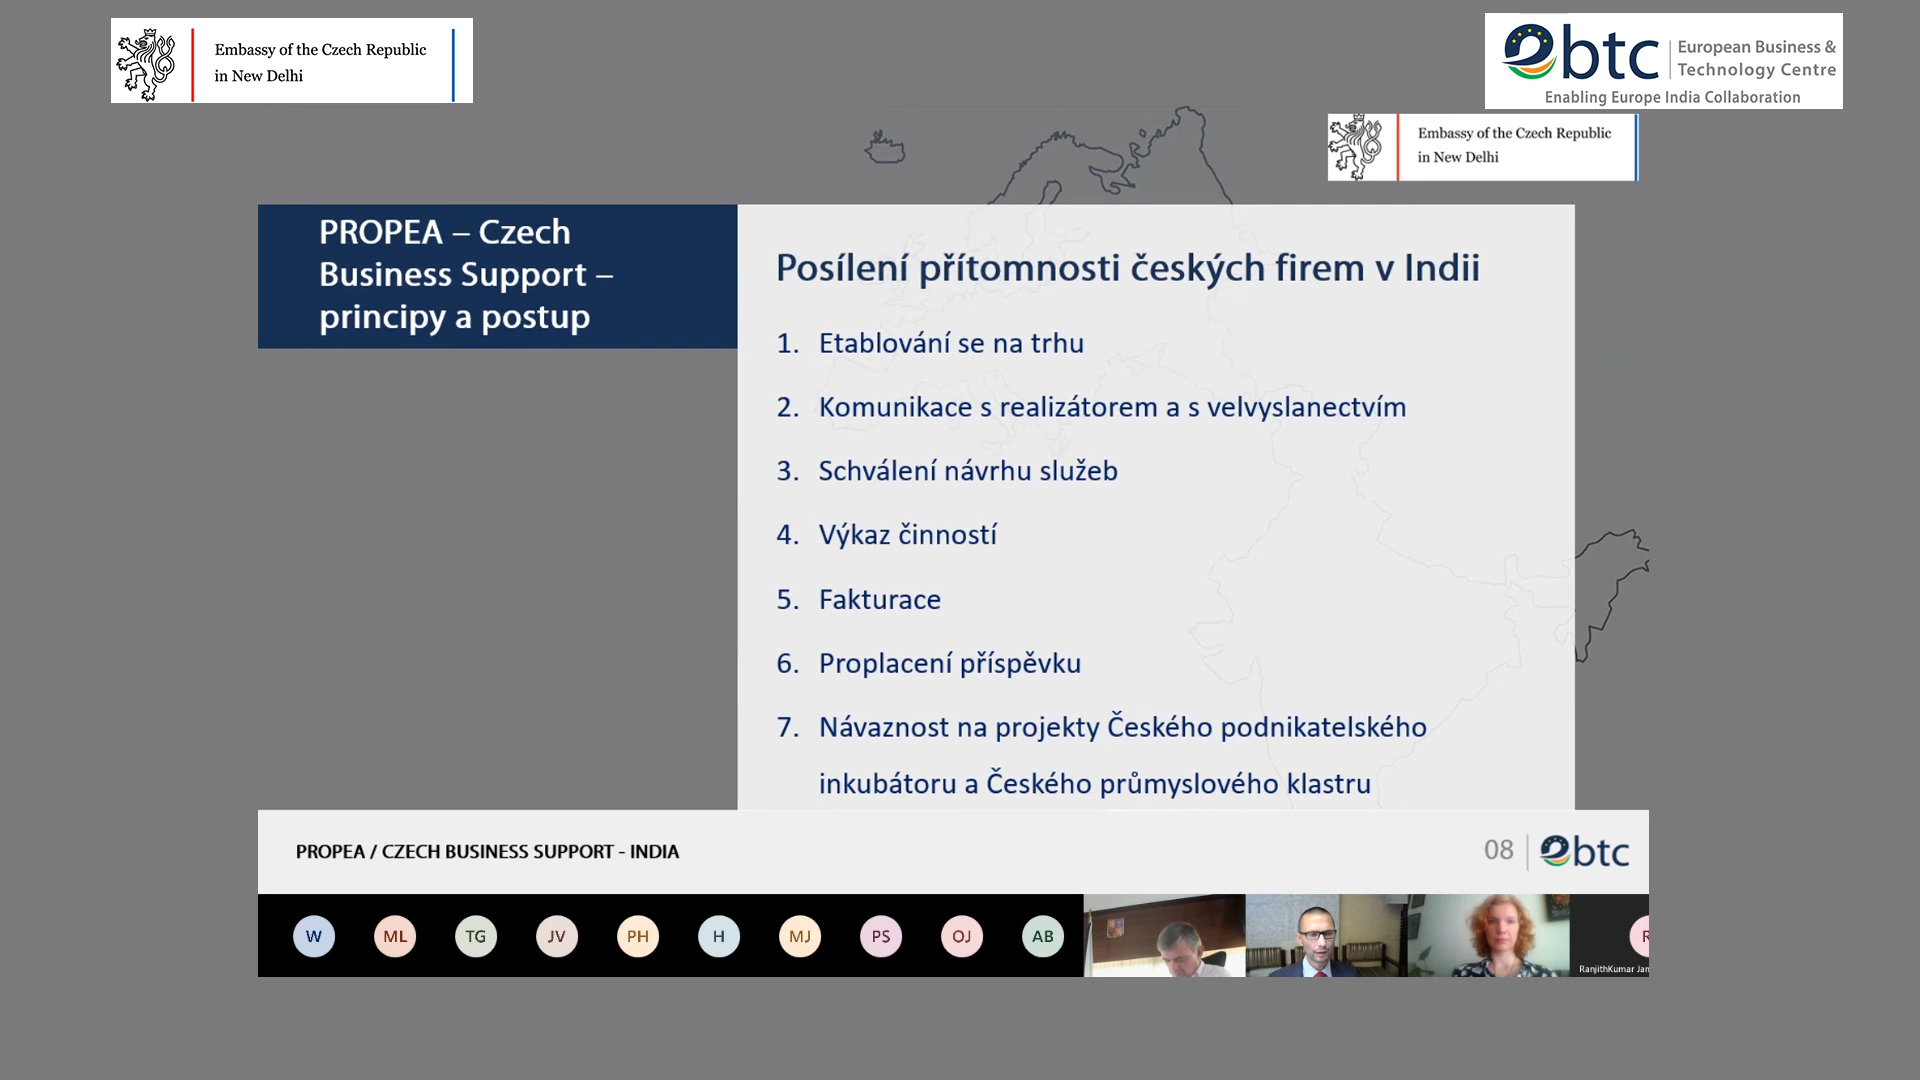 Embassy of the Czech Republic
in New Delhi
ebtc
European Business &
Technology Centre
Enabling Europe India Collaboration
Embassy of the Czech Republic
in New Delhi
PROPEA – Czech
Business Support –
principy a postup
Posílení přítomnosti českých firem v Indii
1. Etablování se na trhu
2. Komunikace s realizátorem a s velvyslanectvím
3. Schválení návrhu služeb
4. Výkaz činností
5. Fakturace
6. Proplacení příspěvku
7. Návaznost na projekty Českého podnikatelského
inkubátoru a Českého průmyslového klastru
PROPEA / CZECH BUSINESS SUPPORT - INDIA
08
ebtc
W ML TG JV PH H MJ PS OJ AB R
RanjithKumar Jan